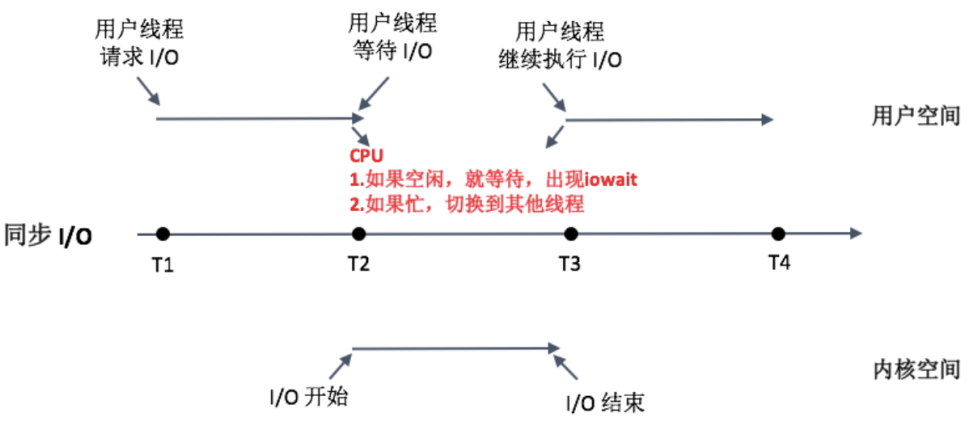 用户线程
请求 I/O
用户线程
等待 I/O
用户线程
继续执行 I/O
用户空间
CPU
1.如果空闲，就等待，出现iowait
2.如果忙，切换到其他线程
同步 I/O
T1
T2
T3
T4
内核空间
I/O 开始
I/O 结束